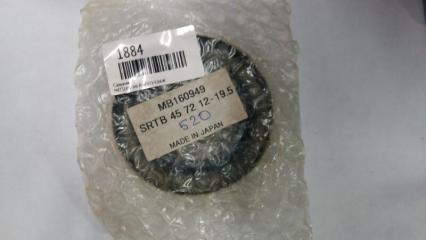 1884
MB160949
SRTB 45 72 12-19.5
520
MADE IN JAPAN